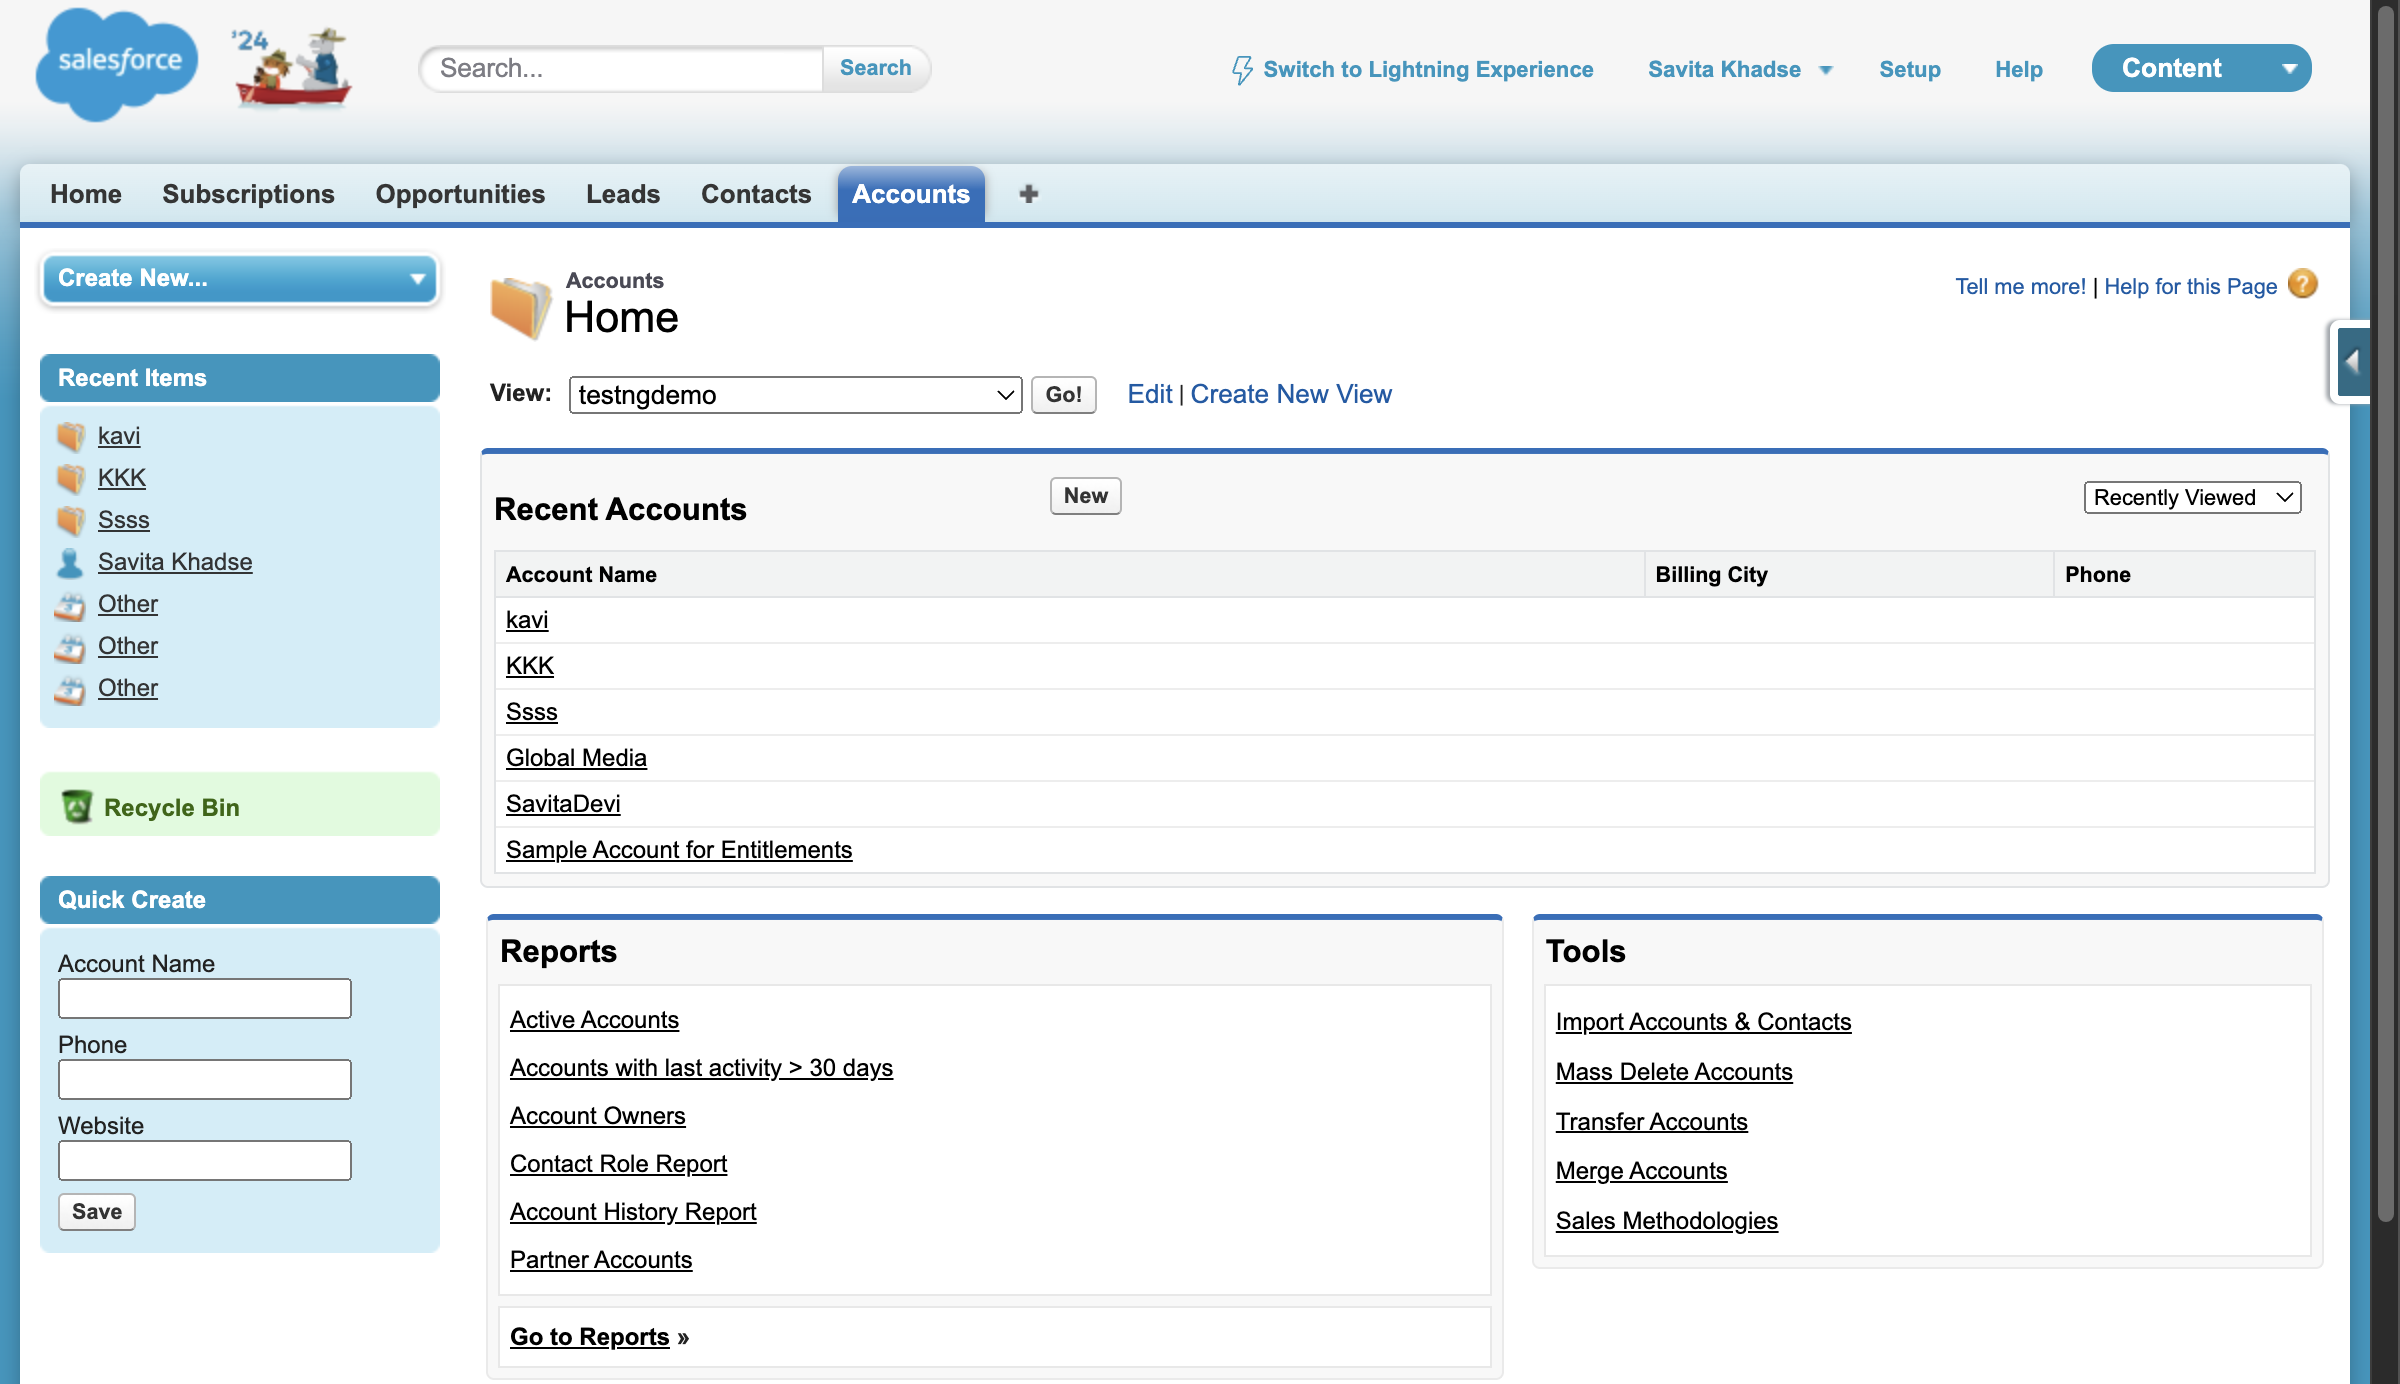 salesforce
'24
Search...
Search
Switch to Lightning Experience
Savita Khadse
Setup
Help
Content
Home
Subscriptions
Opportunities
Leads
Contacts
Accounts
+
Create New...
Recent Items
kavi
KKK
Ssss
Savita Khadse
Other
Other
Other
Recycle Bin
Quick Create
Account Name
Phone
Website
Save
Accounts
Home
Tell me more! | Help for this Page ?
View: testngdemo Go! Edit | Create New View
Recent Accounts
New
Recently Viewed
Account Name Billing City Phone
kavi
KKK
Ssss
Global Media
SavitaDevi
Sample Account for Entitlements
Reports
Active Accounts
Accounts with last activity > 30 days
Account Owners
Contact Role Report
Account History Report
Partner Accounts
Go to Reports »
Tools
Import Accounts & Contacts
Mass Delete Accounts
Transfer Accounts
Merge Accounts
Sales Methodologies